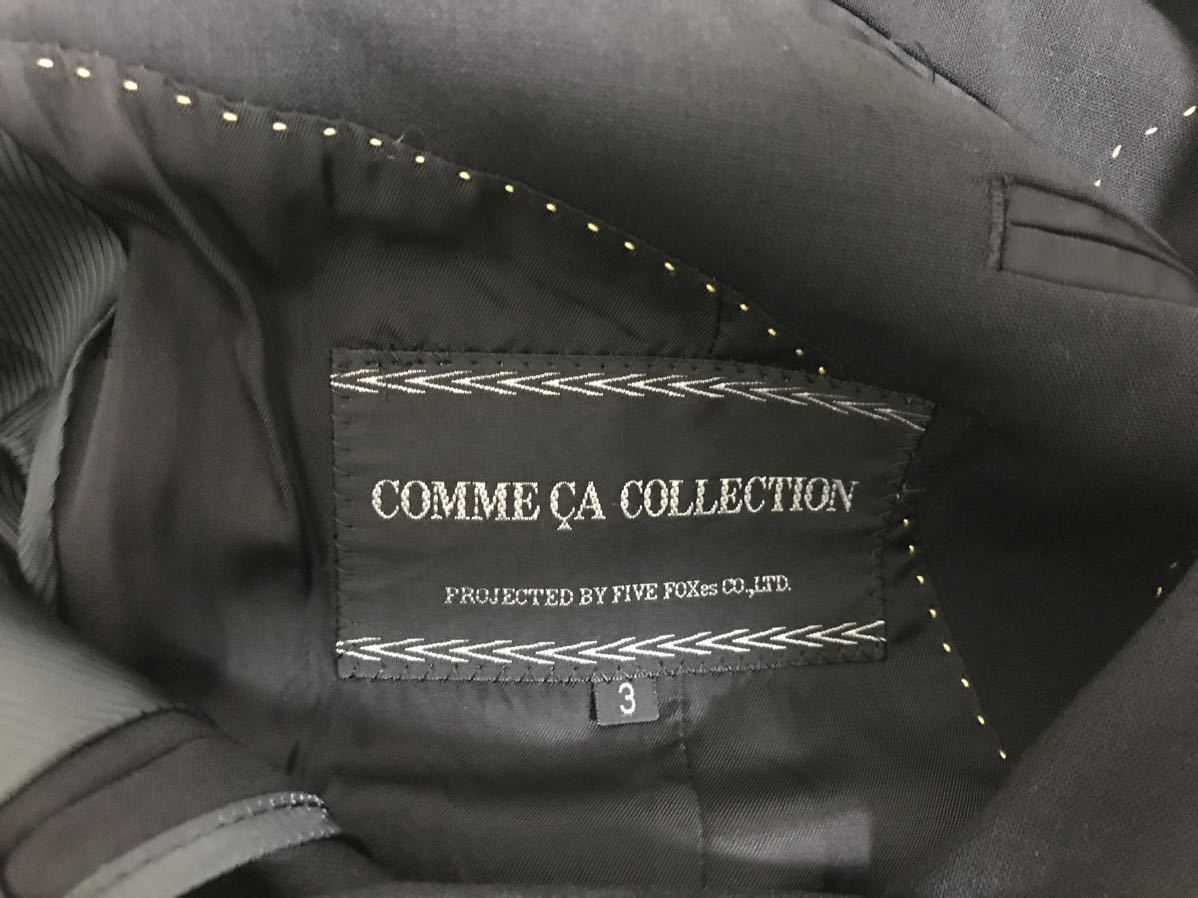 COMME ÇA COLLECTION
PROJECTED BY FIVE FOXes CO.,LTD.
3